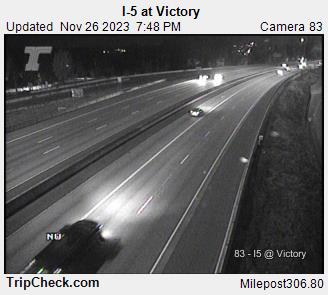 I-5 at Victory
Updated Nov 26 2023 7:48 PM Camera 83
T
NB
83 - I5 @ Victory
TripCheck.com Milepost306.80